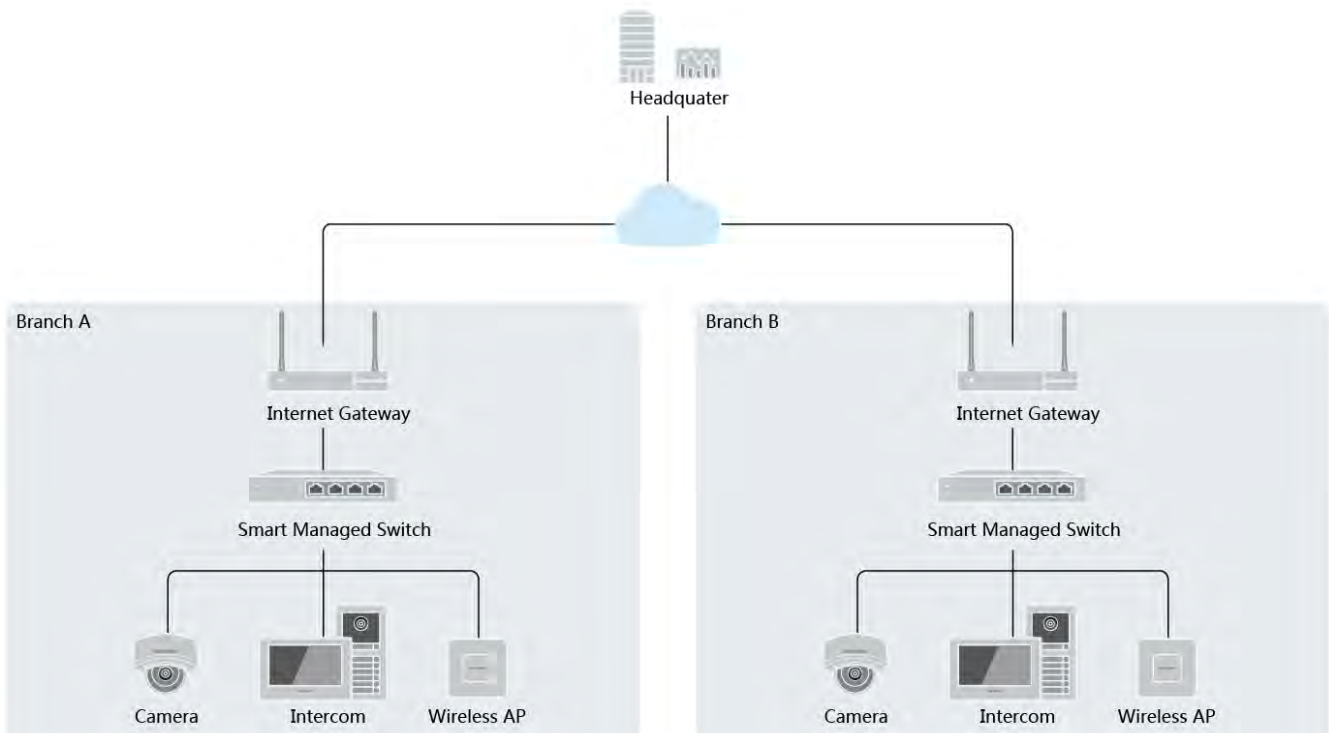 Headquater
Branch A
Branch B
Internet Gateway
Internet Gateway
Smart Managed Switch
Smart Managed Switch
Camera
Intercom
Wireless AP
Camera
Intercom
Wireless AP